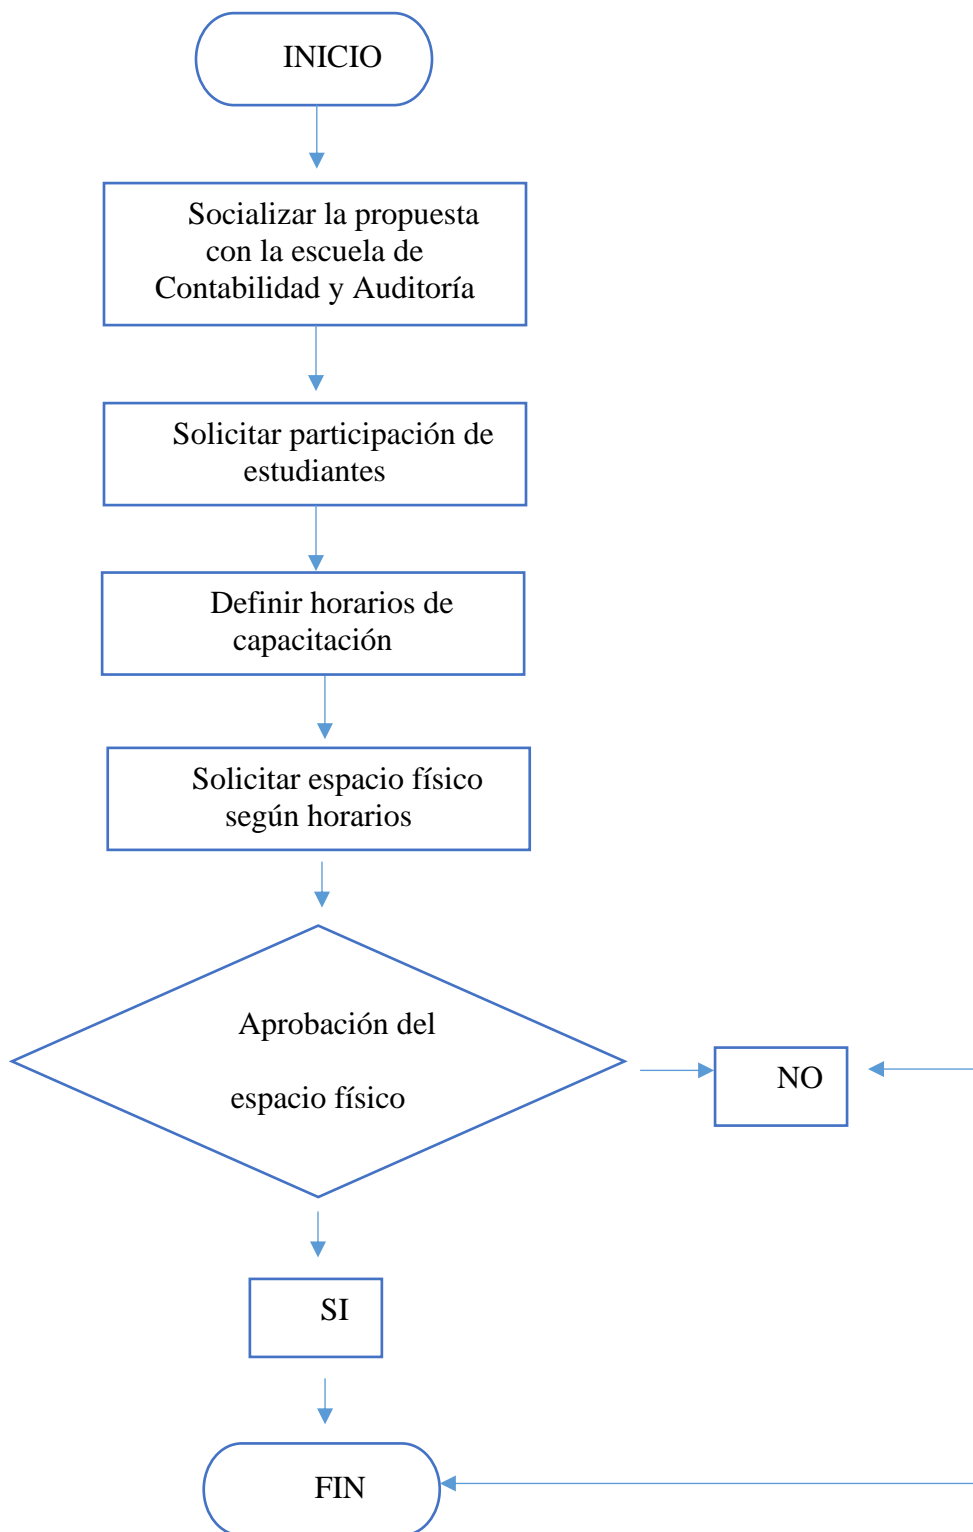 INICIO
Socializar la propuesta
con la escuela de
Contabilidad y Auditoría
Solicitar participación de
estudiantes
Definir horarios de
capacitación
Solicitar espacio físico
según horarios
Aprobación del
espacio físico
NO
SI
FIN